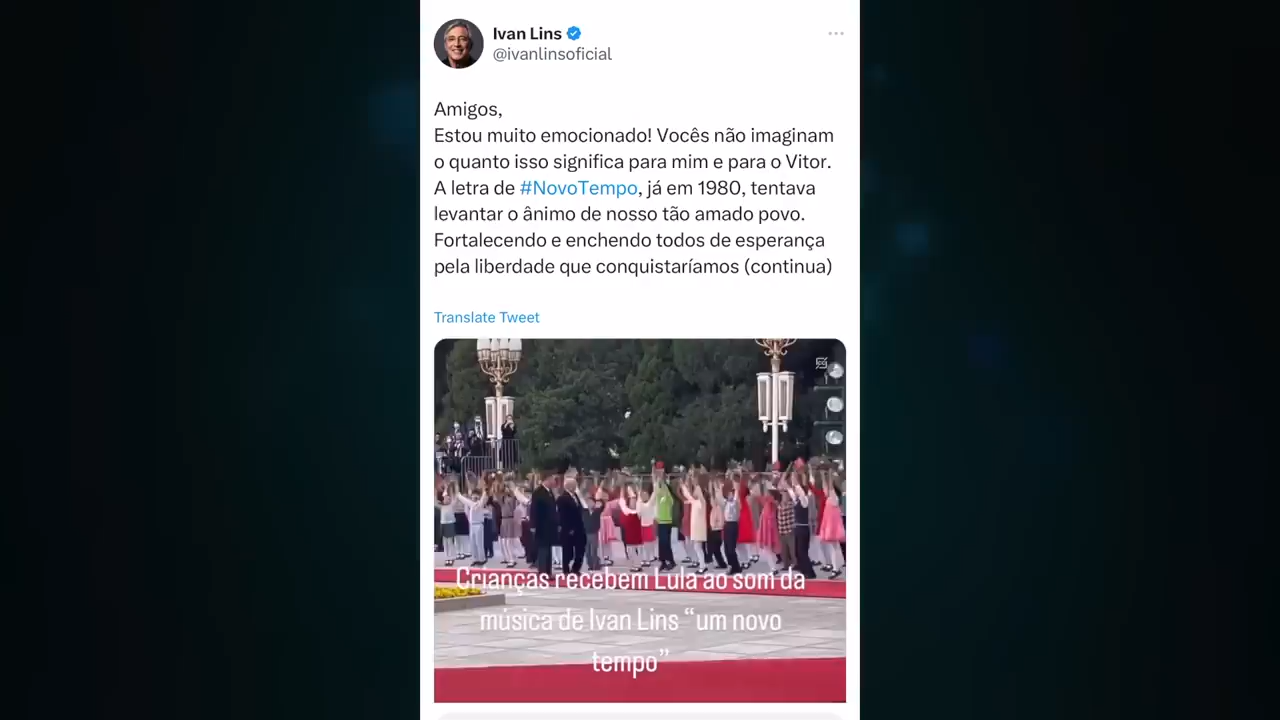 Ivan Lins
@ivanlinsoficial
Amigos,
Estou muito emocionado! Vocês não imaginam
o quanto isso significa para mim e para o Vitor.
A letra de #NovoTempo, já em 1980, tentava
levantar o ânimo de nosso tão amado povo.
Fortalecendo e enchendo todos de esperança
pela liberdade que conquistaríamos (continua)
Translate Tweet
Crianças recebem Lula ao som da
música de Ivan Lins “um novo
tempo”